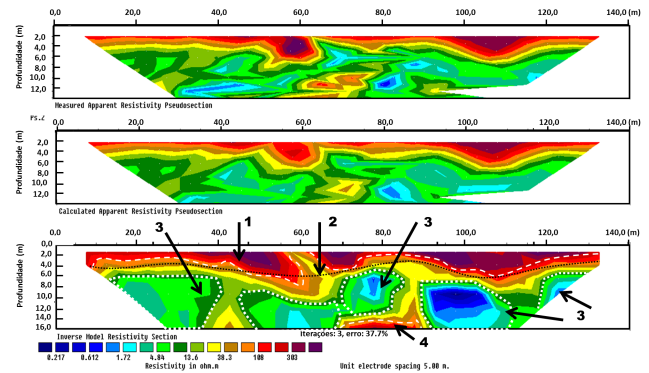 0,0 20,0 40,0 60,0 80,0 100,0 120,0 140,0 (m)
Profundidade (m)
2,0
4,0
6,0
8,0
10,0
12,0
Measured Apparent Resistivity Pseudosection
0,0 20,0 40,0 60,0 80,0 100,0 120,0 140,0 (m)
Profundidade (m)
2,0
4,0
6,0
8,0
10,0
12,0
Calculated Apparent Resistivity Pseudosection
3 1 2 3
0,0 20,0 40,0 60,0 80,0 100,0 120,0 140,0 (m)
Profundidade (m)
0,0
2,0
4,0
6,0
8,0
10,0
12,0
14,0
16,0
3
4
Inverse Model Resistivity Section
Iterações: 3, erro: 37.7%
0.217 0.612 1.72 4.84 13.6 38.3 108 303
Resistivity in ohm.m
Unit electrode spacing 5.00 m.